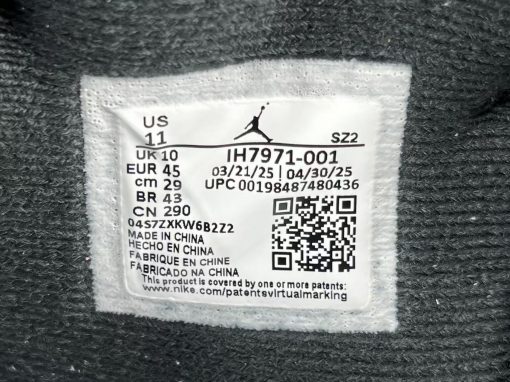 US
11
SZ2
UK 10
IH7971-001
EUR 45
03/21/25 | 04/30/25
cm 29
UPC 00198487480436
BR 43
CN 290
04S7ZXKW6B2Z2
MADE IN CHINA
HECHO EN CHINA
FABRIQUE EN CHINE
FABRICADO NA CHINA
This product is covered by one or more patents:
www.nike.com/patentsvirtualmarking